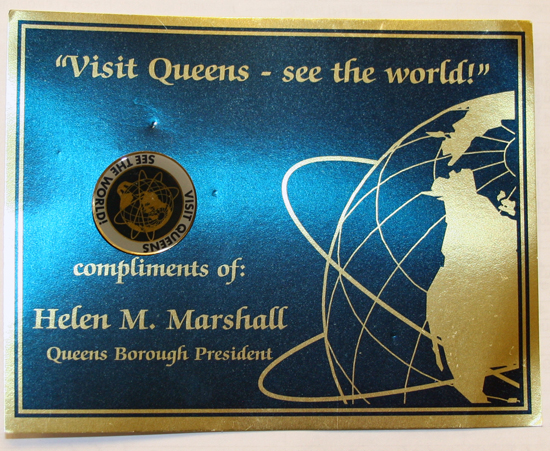 "Visit Queens - see the world!"
VISIT QUEENS
SEE THE WORLD!
compliments of:
Helen M. Marshall
Queens Borough President